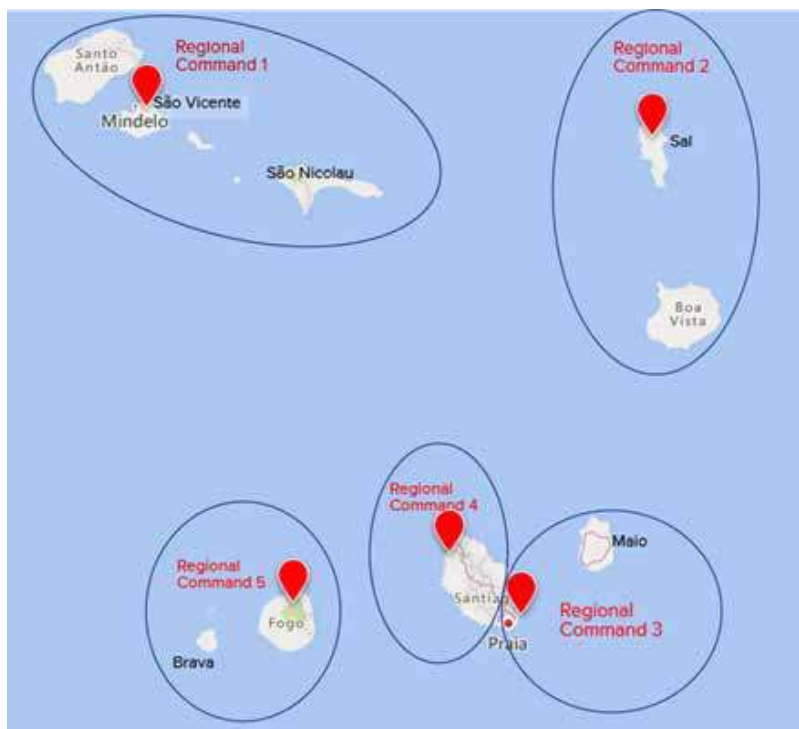 Regional
Command 1
Santo
Antão
São Vicente
Mindelo
São Nicolau
Regional
Command 2
Sal
Boa
Vista
Regional
Command 4
Maio
Regional
Command 5
Santiag
Regional
Command 3
Fogo
Praia
Brava